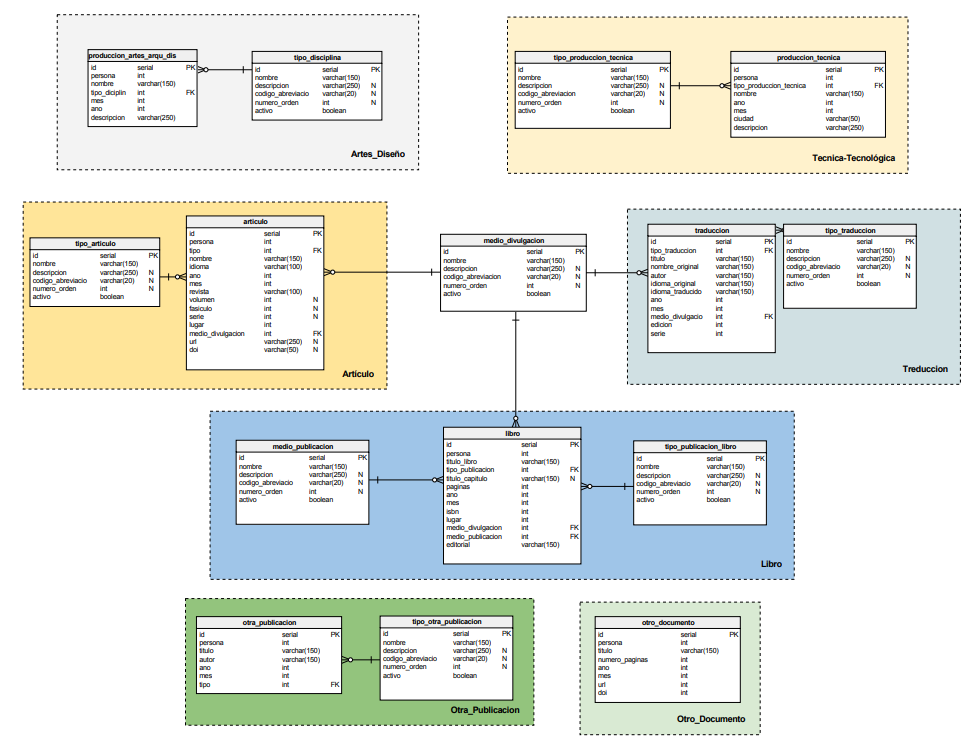 produccion_artes_arqu_dis
id serial PK
persona int
nombre varchar(150)
tipo_diciplin int FK
mes int
ano int
descripcion varchar(250)
tipo_disciplina
id serial PK
nombre varchar(150)
descripcion varchar(250) N
codigo_abreviacion varchar(20) N
numero_orden int N
activo boolean
Artes_Diseño
tipo_produccion_tecnica
id serial PK
nombre varchar(150)
descripcion varchar(250) N
codigo_abreviacion varchar(20) N
numero_orden int N
activo boolean
produccion_tecnica
id serial PK
persona int
tipo_produccion_tecnica int FK
nombre varchar(150)
ano int
mes int
ciudad varchar(50)
descripcion varchar(250)
Tecnica-Tecnológica
tipo_articulo
id serial PK
nombre varchar(150)
descripcion varchar(250) N
codigo_abreviacio varchar(20) N
numero_orden int N
activo boolean
articulo
id serial PK
persona int
tipo int FK
nombre varchar(150)
idioma varchar(100)
ano int
mes int
revista varchar(100)
volumen int N
fasiculo int N
serie int N
lugar int
medio_divulgacion int FK
url varchar(250) N
doi varchar(50) N
Articulo
medio_divulgacion
id serial PK
nombre varchar(150)
descripcion varchar(250) N
codigo_abreviacio varchar(20) N
numero_orden int N
activo boolean
traduccion
id serial PK
tipo_traduccion int FK
titulo varchar(150)
nombre_original varchar(150)
autor varchar(150)
idioma_original varchar(150)
idioma_traducido varchar(150)
ano int
mes int
medio_divulgacio int FK
edicion int
serie int
tipo_traduccion
id serial PK
nombre varchar(150)
descripcion varchar(250) N
codigo_abreviacio varchar(20) N
numero_orden int N
activo boolean
Treduccion
medio_publicacion
id serial PK
nombre varchar(150)
descripcion varchar(250) N
codigo_abreviacio varchar(20) N
numero_orden int N
activo boolean
libro
id serial PK
persona int
titulo_libro varchar(150)
tipo_publicacion int FK
titulo_capitulo varchar(150) N
paginas int
ano int
mes int
isbn int
lugar int
medio_divulgacion int FK
medio_publicacion int FK
editorial varchar(150)
tipo_publicacion_libro
id serial PK
nombre varchar(150)
descripcion varchar(250) N
codigo_abreviacio varchar(20) N
numero_orden int N
activo boolean
Libro
otra_publicacion
id serial PK
persona int
titulo varchar(150)
autor varchar(150)
ano int
mes int
tipo int FK
tipo_otra_publicacion
id serial PK
nombre varchar(150)
descripcion varchar(250) N
codigo_abreviacio varchar(20) N
numero_orden int N
activo boolean
Otra_Publicacion
otro_documento
id serial PK
persona int
titulo varchar(150)
numero_paginas int
ano int
mes int
url int
doi int
Otro_Documento